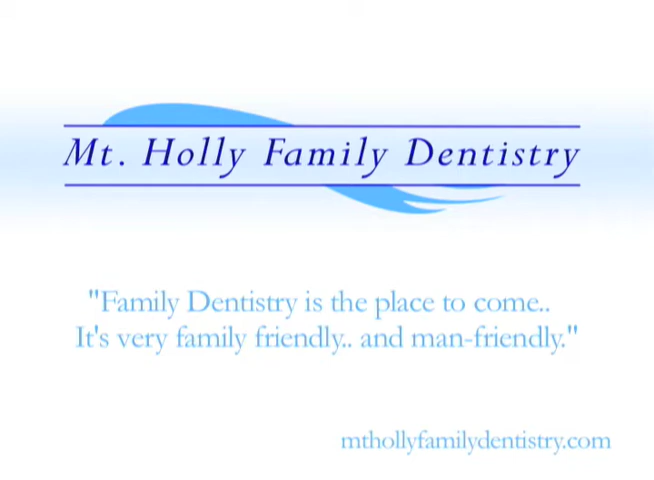 Mt. Holly Family Dentistry
"Family Dentistry is the place to come..
It's very family friendly.. and man-friendly."
mthollyfamilydentistry.com